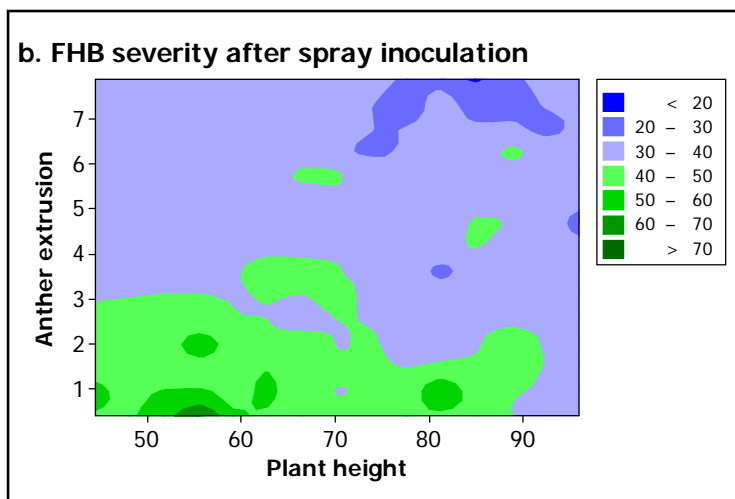 b. FHB severity after spray inoculation
Anther extrusion
7
6
5
4
3
2
1
50 60 70 80 90
Plant height
< 20
20 – 30
30 – 40
40 – 50
50 – 60
60 – 70
> 70